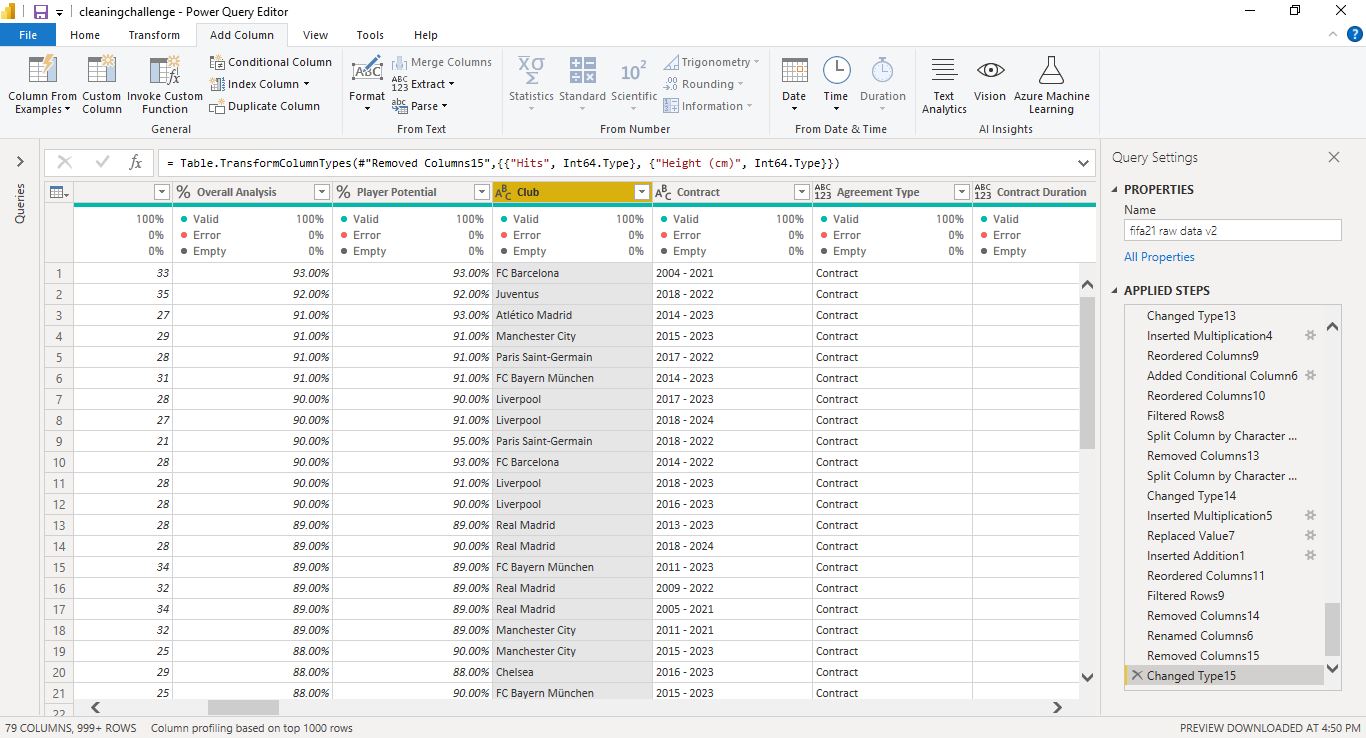 cleaningchallenge - Power Query Editor
File Home Transform Add Column View Tools Help
Column From Examples Custom Column Invoke Custom Function Conditional Column Index Column Duplicate Column General
Format Merge Columns Extract Parse From Text
Statistics Standard Scientific Trigonometry Rounding Information From Number
Date Time Duration From Date & Time
Text Analytics Vision Azure Machine Learning AI Insights
Queries
= Table.TransformColumnTypes(#"Removed Columns15",{{"Hits", Int64.Type}, {"Height (cm)", Int64.Type}})
% Overall Analysis % Player Potential ABC Club ABC Contract ABC 123 Agreement Type ABC 123 Contract Duration
100% Valid 100% Valid 100% Valid 100% Valid 100% Valid 100% Valid
0% Error 0% Error 0% Error 0% Error 0% Error 0% Error
0% Empty 0% Empty 0% Empty 0% Empty 0% Empty 0% Empty
1 33 93.00% 93.00% FC Barcelona 2004 - 2021 Contract
2 35 92.00% 92.00% Juventus 2018 - 2022 Contract
3 27 91.00% 93.00% Atlético Madrid 2014 - 2023 Contract
4 29 91.00% 91.00% Manchester City 2015 - 2023 Contract
5 28 91.00% 91.00% Paris Saint-Germain 2017 - 2022 Contract
6 31 91.00% 91.00% FC Bayern München 2014 - 2023 Contract
7 28 90.00% 90.00% Liverpool 2017 - 2023 Contract
8 27 90.00% 91.00% Liverpool 2018 - 2024 Contract
9 21 90.00% 95.00% Paris Saint-Germain 2018 - 2022 Contract
10 28 90.00% 93.00% FC Barcelona 2014 - 2022 Contract
11 28 90.00% 91.00% Liverpool 2018 - 2023 Contract
12 28 90.00% 90.00% Liverpool 2016 - 2023 Contract
13 28 89.00% 89.00% Real Madrid 2013 - 2023 Contract
14 28 89.00% 90.00% Real Madrid 2018 - 2024 Contract
15 34 89.00% 89.00% FC Bayern München 2011 - 2023 Contract
16 32 89.00% 89.00% Real Madrid 2009 - 2022 Contract
17 34 89.00% 89.00% Real Madrid 2005 - 2021 Contract
18 32 89.00% 89.00% Manchester City 2011 - 2021 Contract
19 25 88.00% 90.00% Manchester City 2015 - 2023 Contract
20 29 88.00% 88.00% Chelsea 2016 - 2023 Contract
21 25 88.00% 90.00% FC Bayern München 2015 - 2023 Contract
22
Query Settings
PROPERTIES
Name
fifa21 raw data v2
All Properties
APPLIED STEPS
Changed Type13
Inserted Multiplication4
Reordered Columns9
Added Conditional Column6
Reordered Columns10
Filtered Rows8
Split Column by Character ...
Removed Columns13
Split Column by Character ...
Changed Type14
Inserted Multiplication5
Replaced Value7
Inserted Addition1
Reordered Columns11
Filtered Rows9
Removed Columns14
Renamed Columns6
Removed Columns15
Changed Type15
79 COLUMNS, 999+ ROWS Column profiling based on top 1000 rows
PREVIEW DOWNLOADED AT 4:50 PM